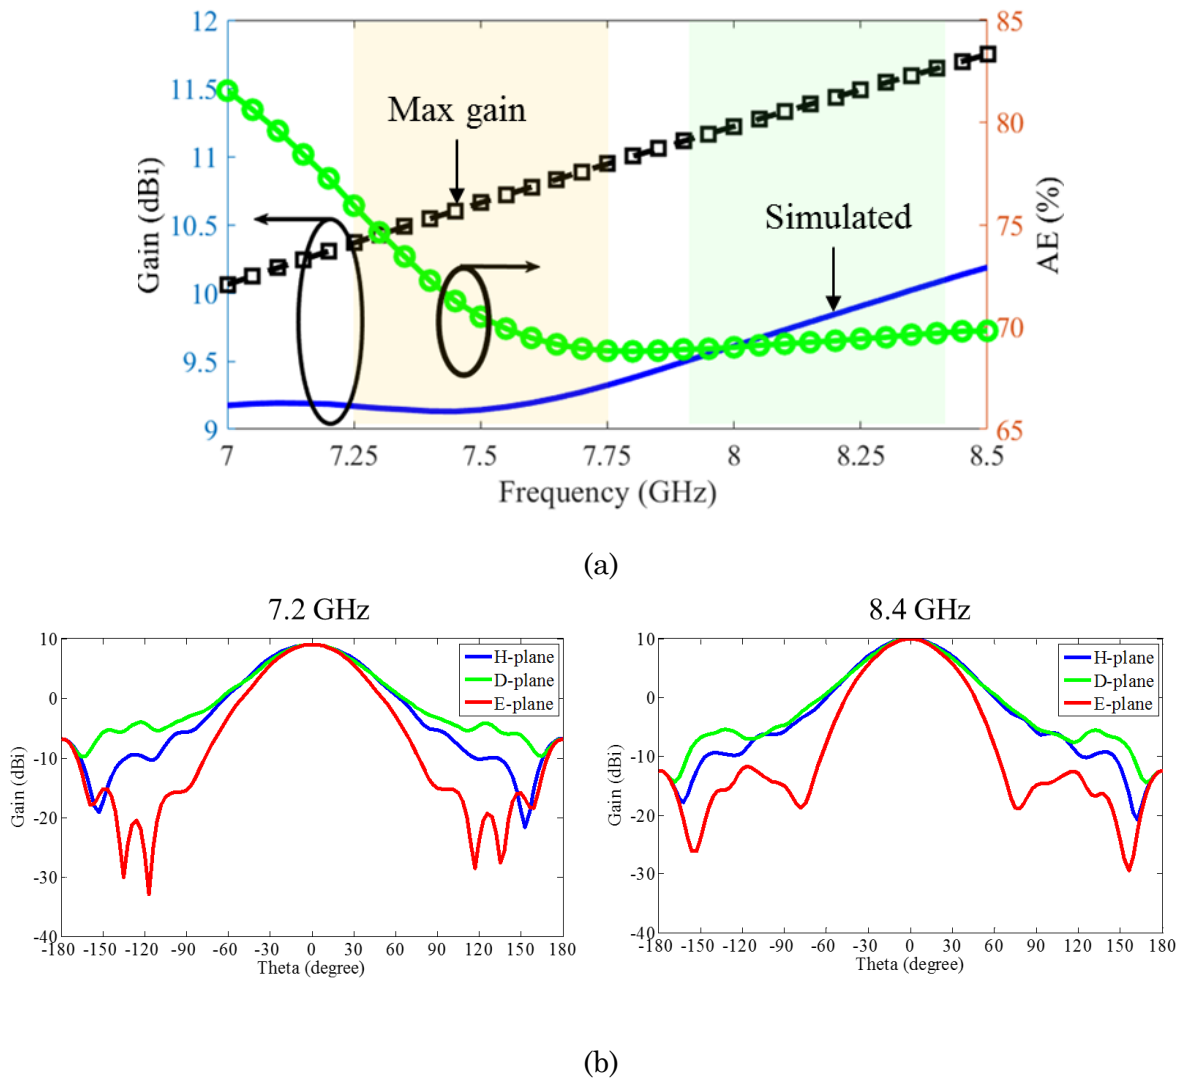 (a)
12
11.5
11
10.5
10
9.5
9
Gain (dBi)
85
80
75
70
65
AE (%)
Max gain
Simulated
7 7.25 7.5 7.75 8 8.25 8.5
Frequency (GHz)
(a)
7.2 GHz
10
0
-10
-20
-30
-40
Gain (dBi)
H-plane
D-plane
E-plane
-180 -150 -120 -90 -60 -30 0 30 60 90 120 150 180
Theta (degree)
8.4 GHz
10
0
-10
-20
-30
-40
Gain (dBi)
H-plane
D-plane
E-plane
-180 -150 -120 -90 -60 -30 0 30 60 90 120 150 180
Theta (degree)
(b)